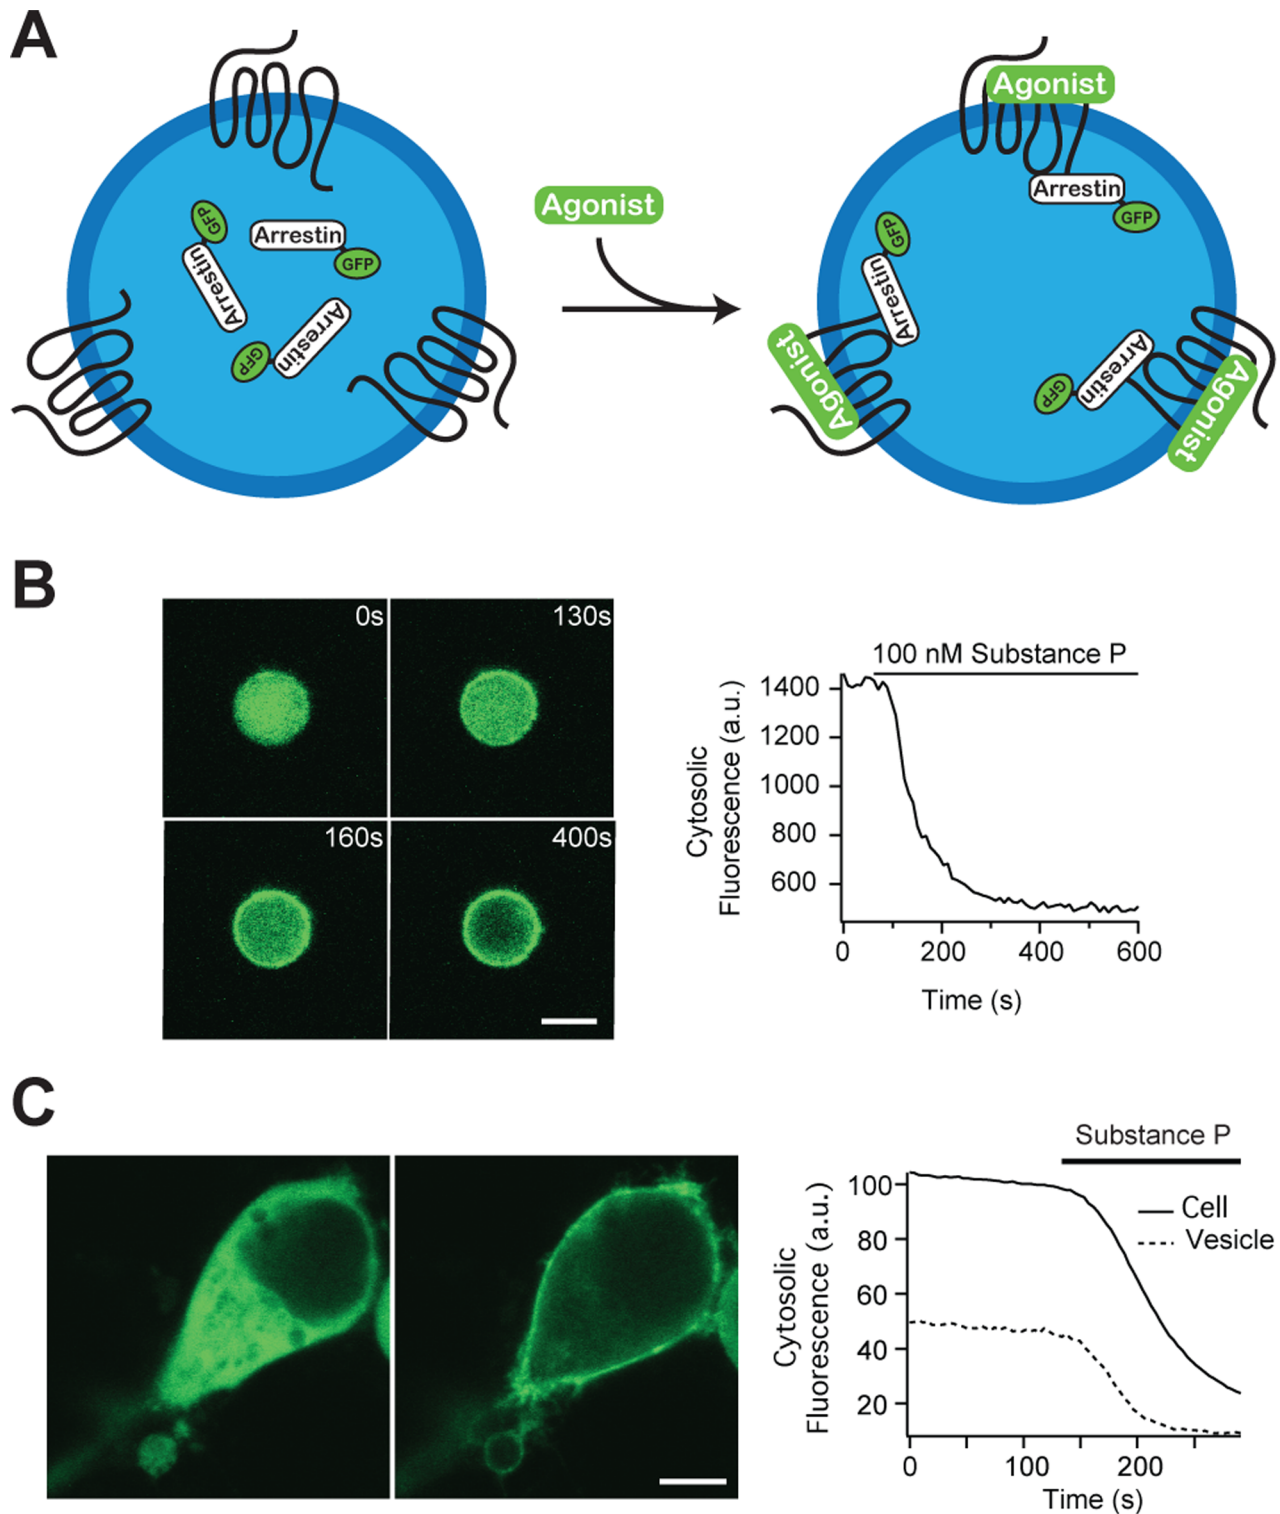 A
Agonist
GFP
Arrestin
Arrestin
GFP
GFP
Arrestin
Agonist
Arrestin
GFP
GFP
Arrestin
Agonist
Arrestin
GFP
Agonist
B
0s
130s
160s
400s
100 nM Substance P
Cytosolic
Fluorescence (a.u.)
1400
1200
1000
800
600
0
200
400
600
Time (s)
C
Substance P
Cell
Vesicle
Cytosolic
Fluorescence (a.u.)
100
80
60
40
20
0
100
200
Time (s)